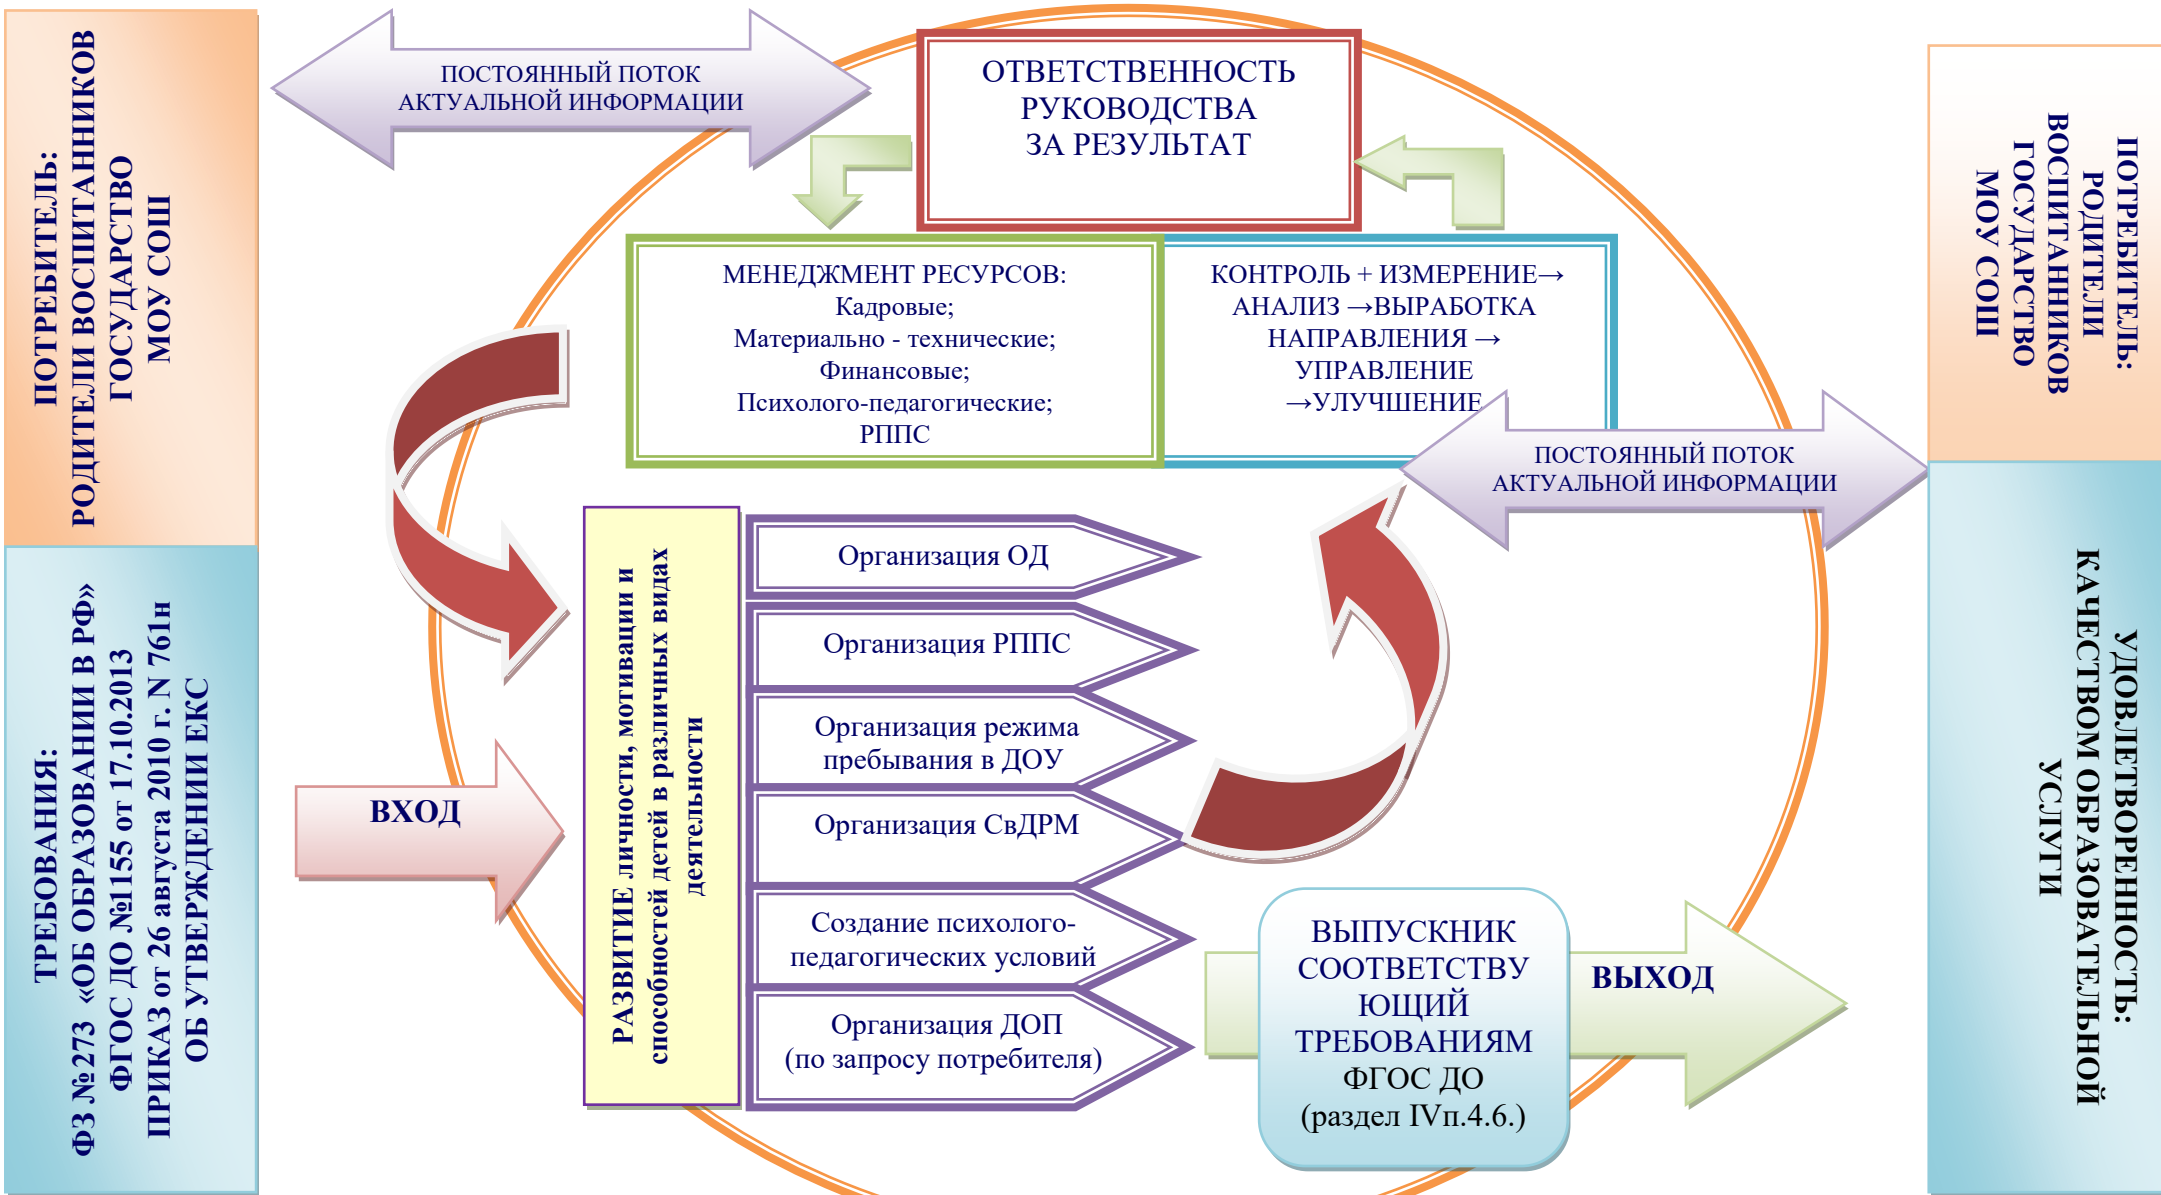 ПОТРЕБИТЕЛЬ:
РОДИТЕЛИ ВОСПИТАННИКОВ
ГОСУДАРСТВО
МОУ СОШ
ТРЕБОВАНИЯ:
ФЗ №273 «ОБ ОБРАЗОВАНИИ В РФ»
ФГОС ДО №1155 от 17.10.2013
ПРИКАЗ от 26 августа 2010 г. N 761н
ОБ УТВЕРЖДЕНИИ ЕКС
ПОСТОЯННЫЙ ПОТОК
АКТУАЛЬНОЙ ИНФОРМАЦИИ
ОТВЕТСТВЕННОСТЬ
РУКОВОДСТВА
ЗА РЕЗУЛЬТАТ
МЕНЕДЖМЕНТ РЕСУРСОВ:
Кадровые;
Материально - технические;
Финансовые;
Психолого-педагогические;
РППС
КОНТРОЛЬ + ИЗМЕРЕНИЕ→
АНАЛИЗ →ВЫРАБОТКА
НАПРАВЛЕНИЯ →
УПРАВЛЕНИЕ
→УЛУЧШЕНИЕ
ПОСТОЯННЫЙ ПОТОК
АКТУАЛЬНОЙ ИНФОРМАЦИИ
ВХОД
РАЗВИТИЕ личности, мотивации и
способностей детей в различных видах
деятельности
Организация ОД
Организация РППС
Организация режима
пребывания в ДОУ
Организация СвДРМ
Создание психолого-
педагогических условий
Организация ДОП
(по запросу потребителя)
ВЫПУСКНИК
СООТВЕТСТВУ
ЮЩИЙ
ТРЕБОВАНИЯМ
ФГОС ДО
(раздел IVп.4.6.)
ВЫХОД
ПОТРЕБИТЕЛЬ:
РОДИТЕЛИ
ВОСПИТАННИКОВ
ГОСУДАРСТВО
МОУ СОШ
УДОВЛЕТВОРЕННОСТЬ:
КАЧЕСТВОМ ОБРАЗОВАТЕЛЬНОЙ
УСЛУГИ